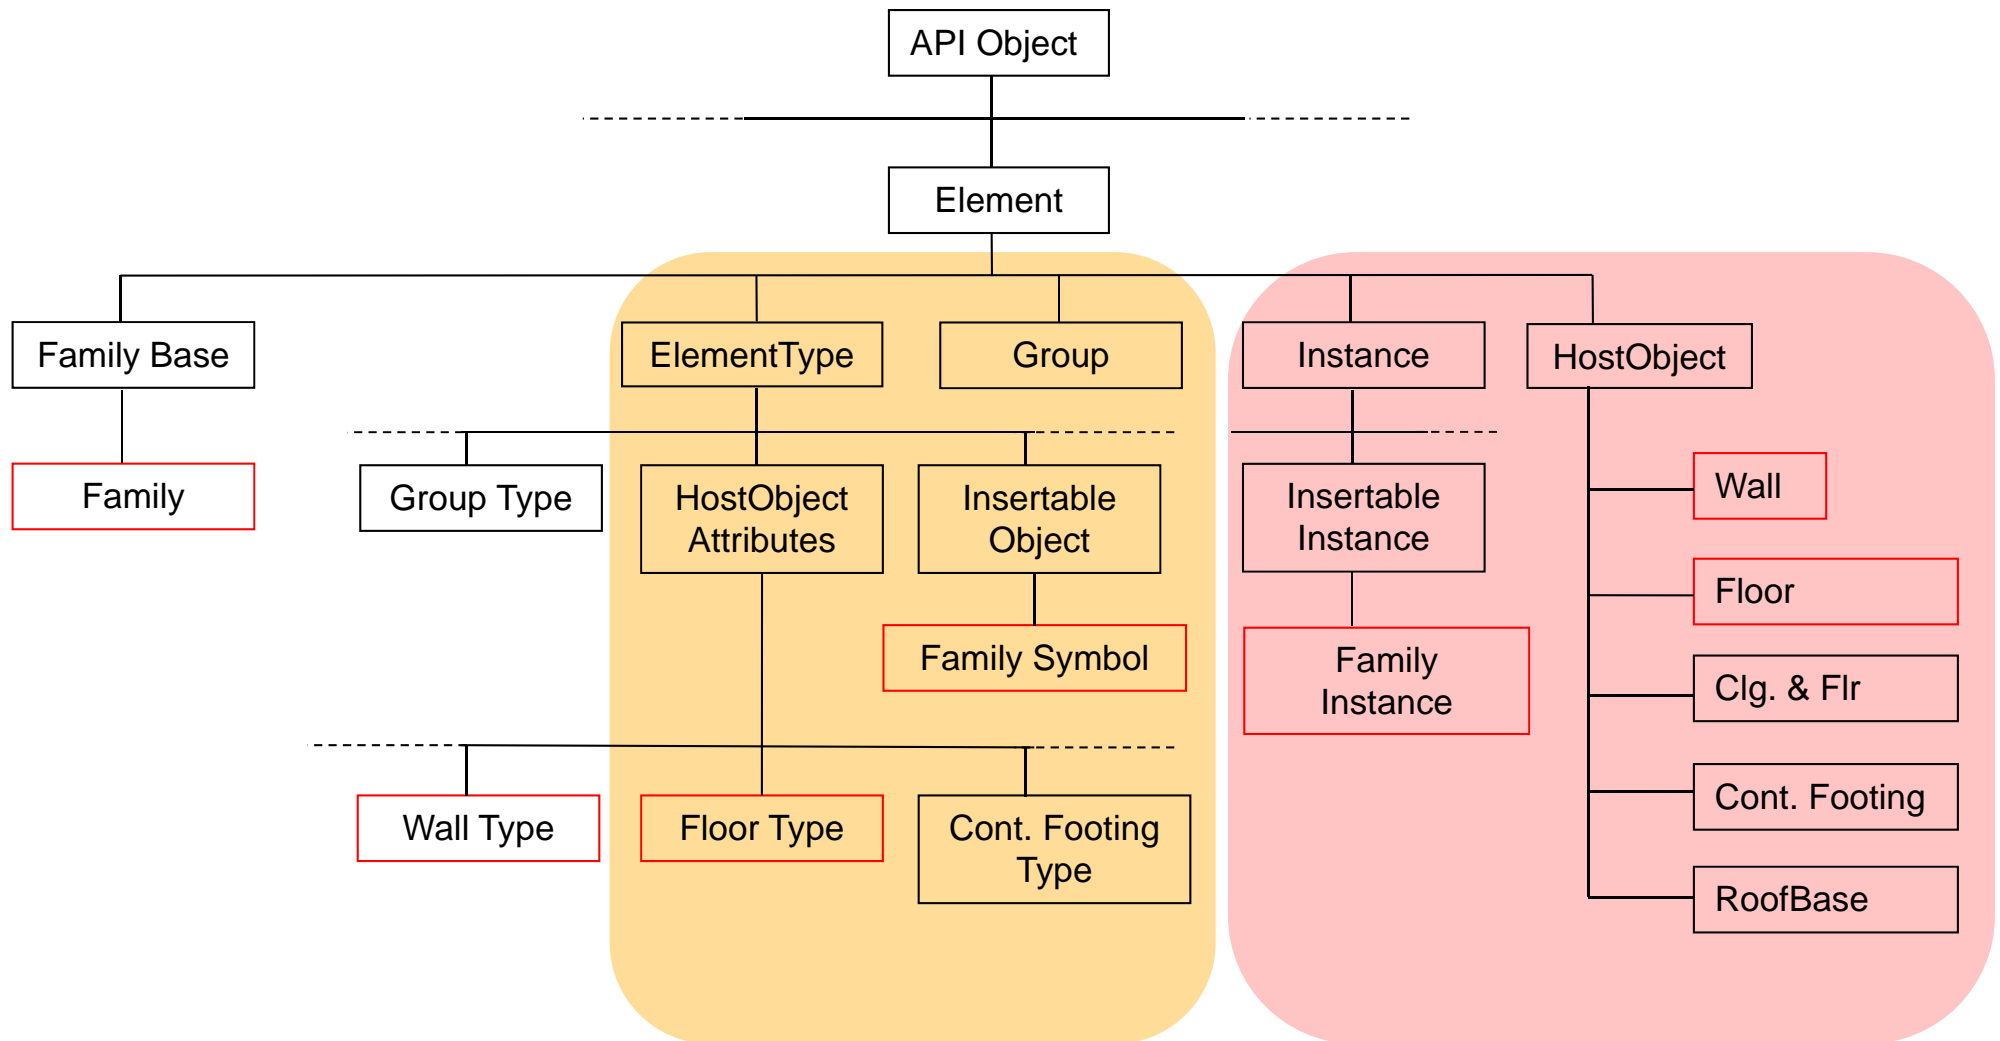 API Object
Element
Family Base
ElementType
Group
Instance
HostObject
Family
Group Type
HostObject
Attributes
Insertable
Object
Insertable
Instance
Wall
Floor
Family Symbol
Family
Instance
Clg. & Flr
Wall Type
Floor Type
Cont. Footing
Type
Cont. Footing
RoofBase